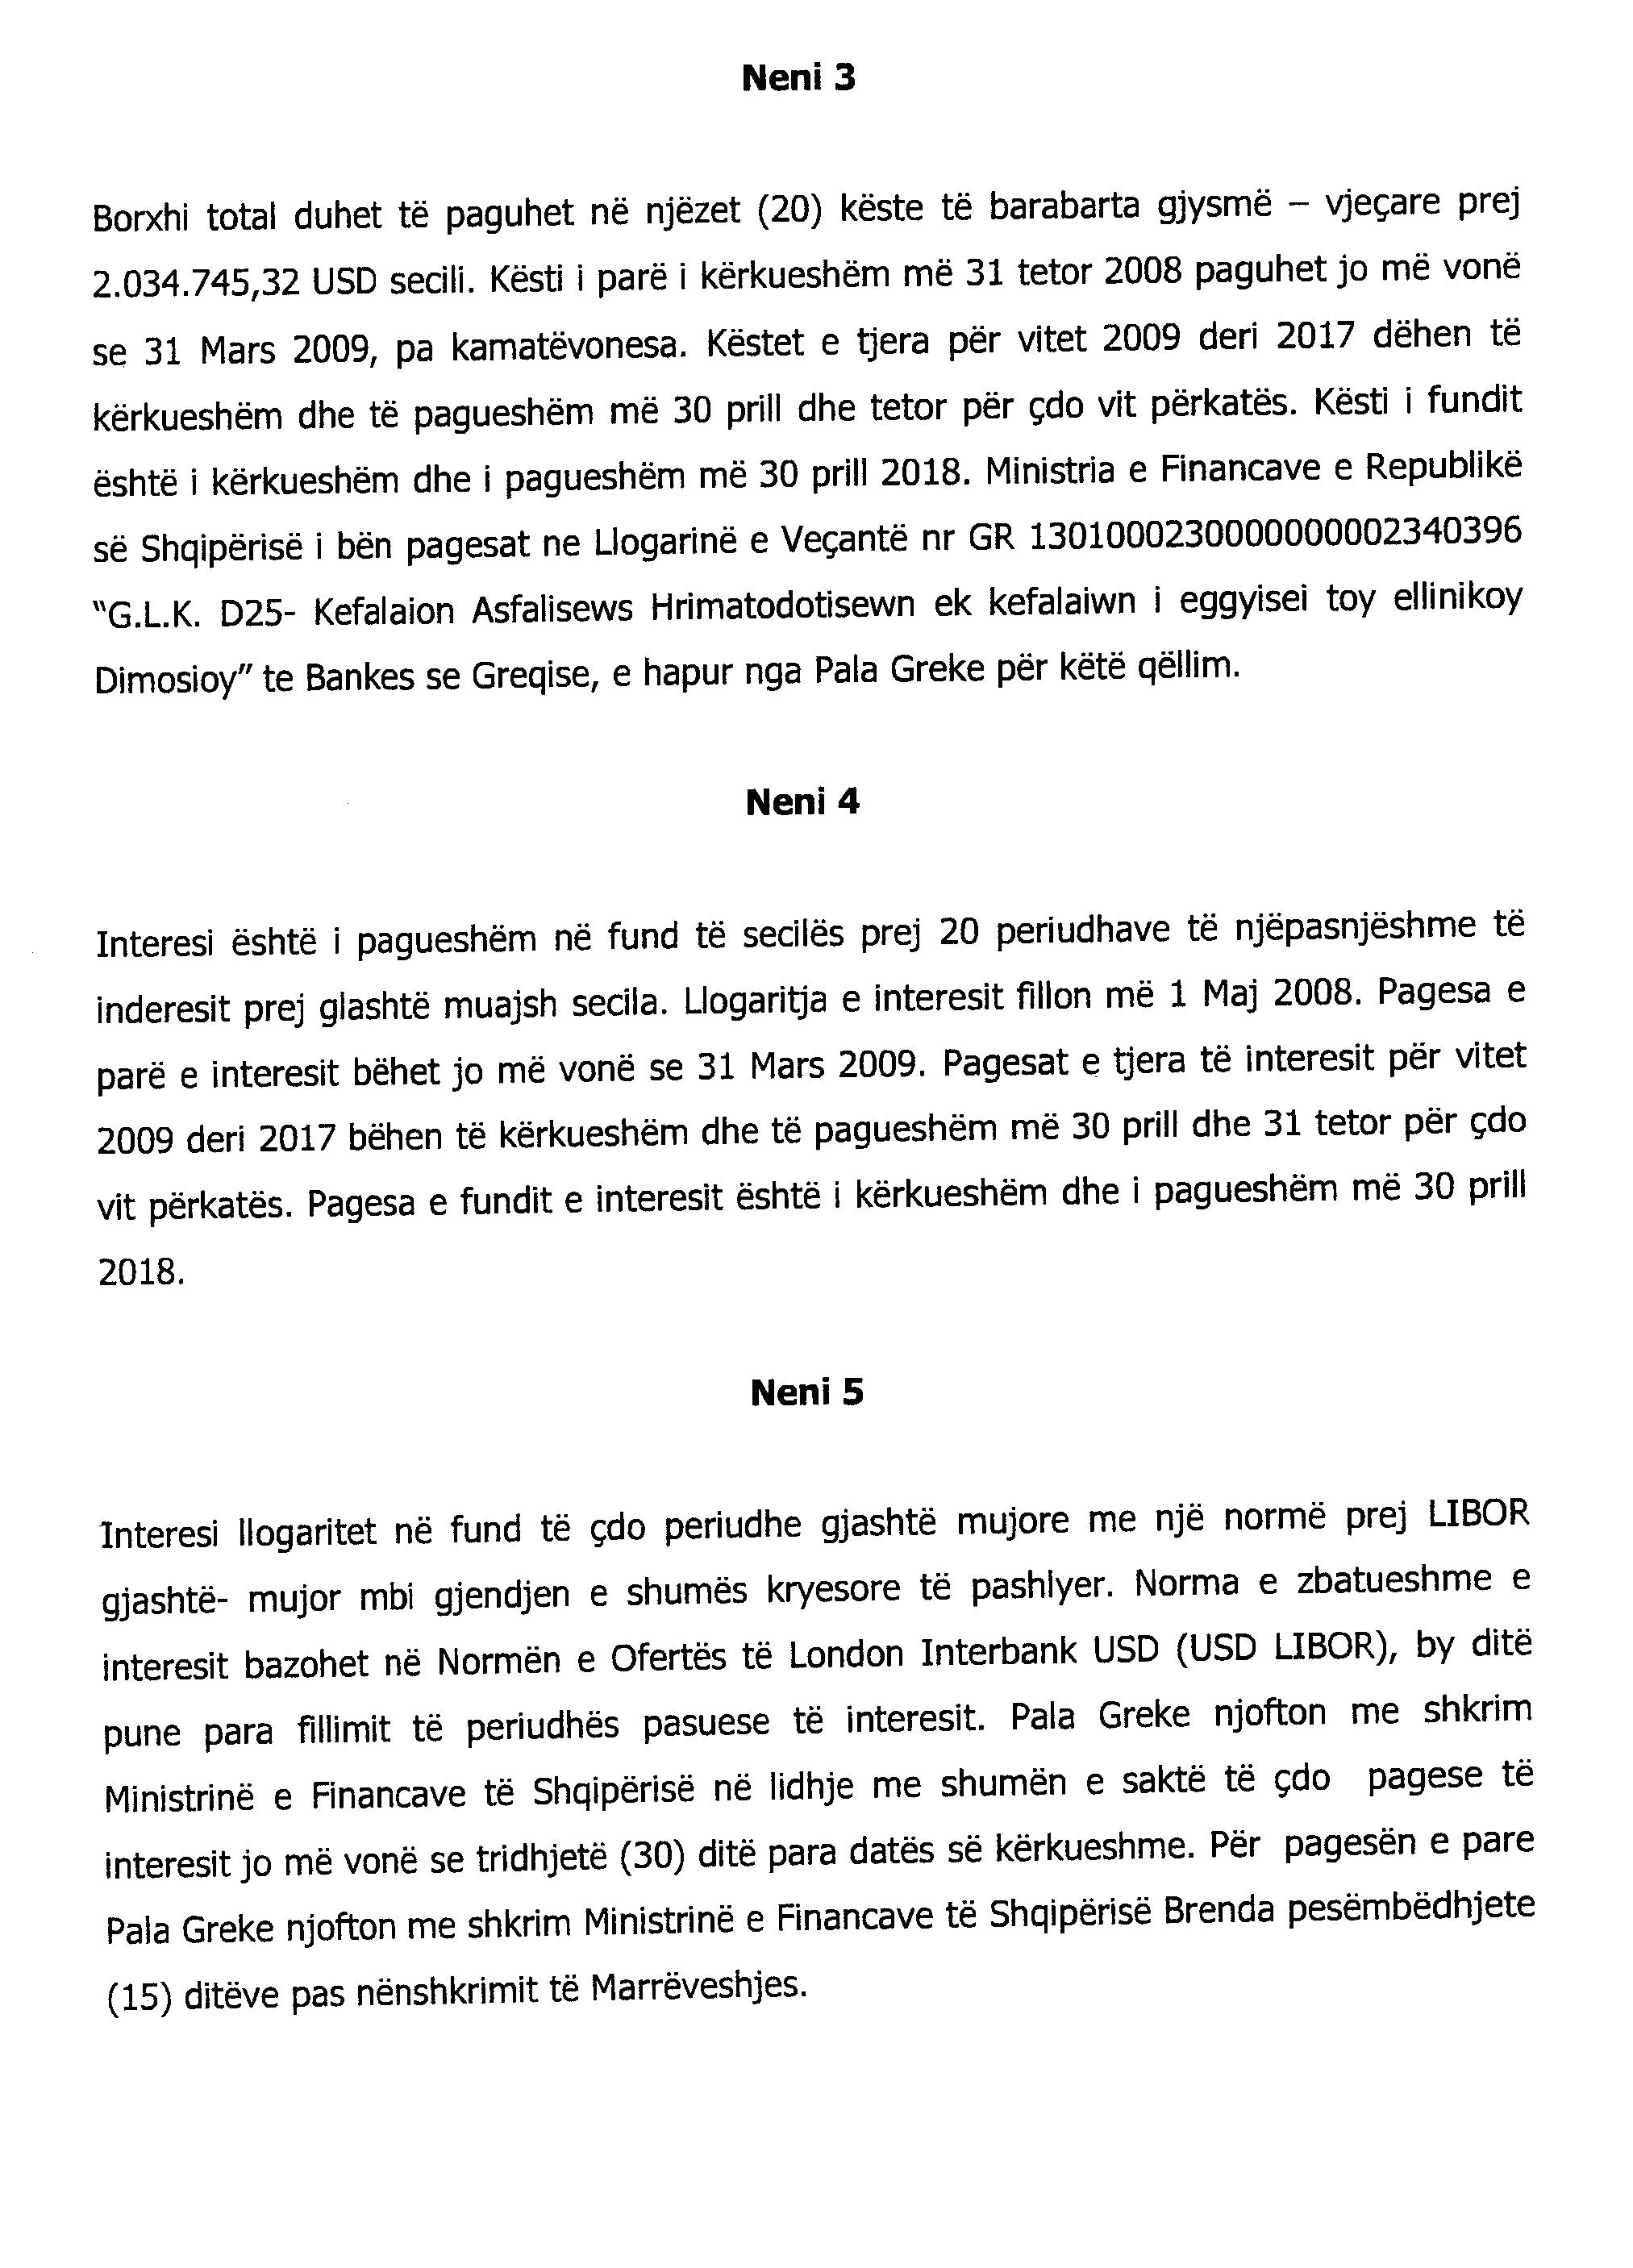 Neni 3
Borxhi total duhet të paguhet në njëzet (20) këste të barabarta gjysmë – vjeçare prej
2.034.745,32 USD secili. Kësti i parë i kërkueshëm më 31 tetor 2008 paguhet jo më vonë
se 31 Mars 2009, pa kamatëvonesa. Këstet e tjera për vitet 2009 deri 2017 dëhen të
kërkueshëm dhe të pagueshëm më 30 prill dhe tetor për çdo vit përkatës. Kësti i fundit
është i kërkueshëm dhe i pagueshëm më 30 prill 2018. Ministria e Financave e Republikë
së Shqipërisë i bën pagesat ne Llogarinë e Veçantë nr GR 1301000230000000002340396
"G.L.K. D25- Kefalaion Asfalisews Hrimatodotisewn ek kefalaiwn i eggyisei toy ellinikoy
Dimosioy" te Bankes se Greqise, e hapur nga Pala Greke për këtë qëllim.
Neni 4
Interesi është i pagueshëm në fund të secilës prej 20 periudhave të njëpasnjëshme të
inderesit prej glashtë muajsh secila. Llogaritja e interesit fillon më 1 Maj 2008. Pagesa e
parë e interesit bëhet jo më vonë se 31 Mars 2009. Pagesat e tjera të interesit për vitet
2009 deri 2017 bëhen të kërkueshëm dhe të pagueshëm më 30 prill dhe 31 tetor për çdo
vit përkatës. Pagesa e fundit e interesit është i kërkueshëm dhe i pagueshëm më 30 prill
2018.
Neni 5
Interesi llogaritet në fund të çdo periudhe gjashtë mujore me një normë prej LIBOR
gjashtë- mujor mbi gjendjen e shumës kryesore të pashlyer. Norma e zbatueshme e
interesit bazohet në Normën e Ofertës të London Interbank USD (USD LIBOR), by ditë
pune para fillimit të periudhës pasuese të interesit. Pala Greke njofton me shkrim
Ministrinë e Financave të Shqipërisë në lidhje me shumën e saktë të çdo pagese të
interesit jo më vonë se tridhjetë (30) ditë para datës së kërkueshme. Për pagesën e pare
Pala Greke njofton me shkrim Ministrinë e Financave të Shqipërisë Brenda pesëmbëdhjete
(15) ditëve pas nënshkrimit të Marrëveshjes.